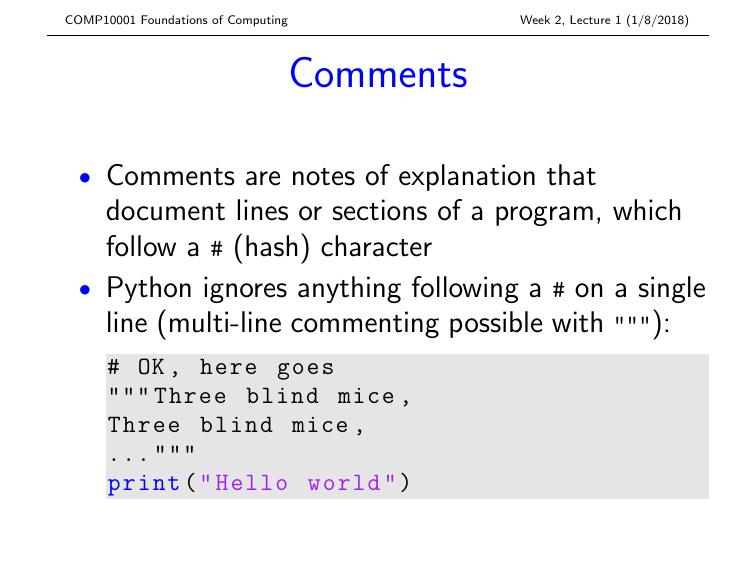 COMP10001 Foundations of Computing Week 2, Lecture 1 (1/8/2018)
Comments
• Comments are notes of explanation that
document lines or sections of a program, which
follow a # (hash) character
• Python ignores anything following a # on a single
line (multi-line commenting possible with """):
# OK, here goes
"""Three blind mice,
Three blind mice,
..."""
print("Hello world")